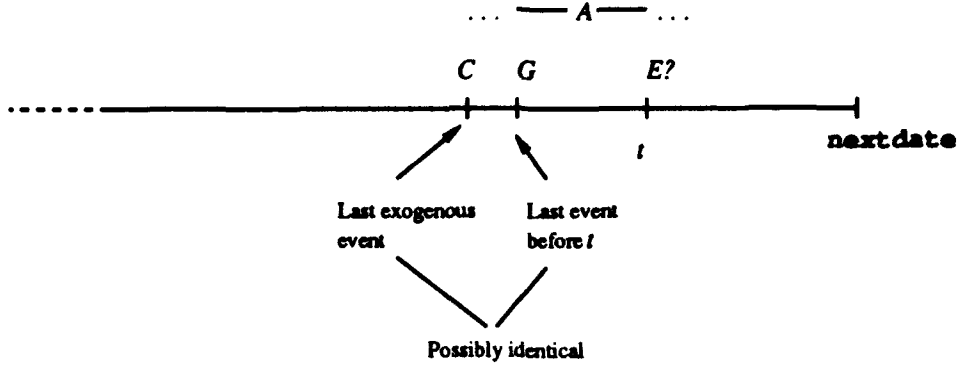 ... A ...
C G E?
t
nextdate
Last exogenous
event
Last event
before t
Possibly identical